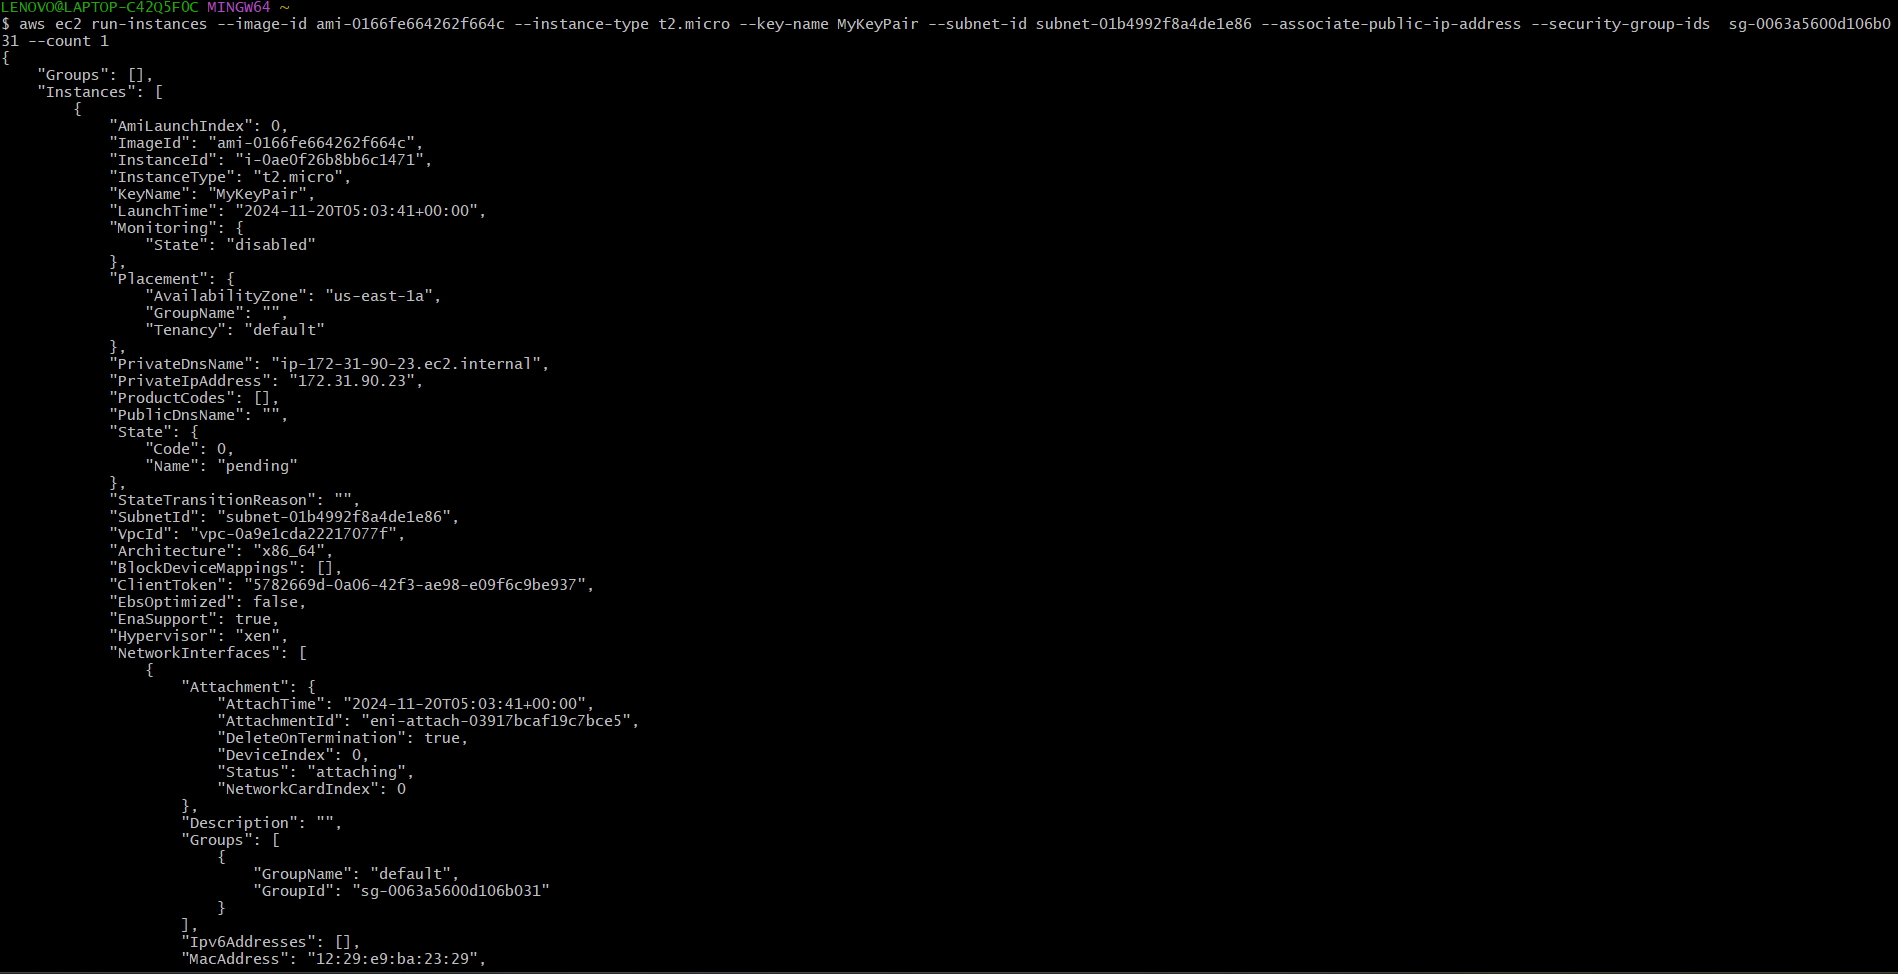 LENOVO@LAPTOP-C42Q5F0C MINGW64 ~
$ aws ec2 run-instances --image-id ami-0166fe664262f664c --instance-type t2.micro --key-name MyKeyPair --subnet-id subnet-01b4992f8a4de1e86 --associate-public-ip-address --security-group-ids  sg-0063a5600d106b0
31 --count 1
{
    "Groups": [],
    "Instances": [
        {
            "AmiLaunchIndex": 0,
            "ImageId": "ami-0166fe664262f664c",
            "InstanceId": "i-0ae0f26b8bb6c1471",
            "InstanceType": "t2.micro",
            "KeyName": "MyKeyPair",
            "LaunchTime": "2024-11-20T05:03:41+00:00",
            "Monitoring": {
                "State": "disabled"
            },
            "Placement": {
                "AvailabilityZone": "us-east-1a",
                "GroupName": "",
                "Tenancy": "default"
            },
            "PrivateDnsName": "ip-172-31-90-23.ec2.internal",
            "PrivateIpAddress": "172.31.90.23",
            "ProductCodes": [],
            "PublicDnsName": "",
            "State": {
                "Code": 0,
                "Name": "pending"
            },
            "StateTransitionReason": "",
            "SubnetId": "subnet-01b4992f8a4de1e86",
            "VpcId": "vpc-0a9e1cda22217077f",
            "Architecture": "x86_64",
            "BlockDeviceMappings": [],
            "ClientToken": "5782669d-0a06-42f3-ae98-e09f6c9be937",
            "EbsOptimized": false,
            "EnaSupport": true,
            "Hypervisor": "xen",
            "NetworkInterfaces": [
                {
                    "Attachment": {
                        "AttachTime": "2024-11-20T05:03:41+00:00",
                        "AttachmentId": "eni-attach-03917bcaf19c7bce5",
                        "DeleteOnTermination": true,
                        "DeviceIndex": 0,
                        "Status": "attaching",
                        "NetworkCardIndex": 0
                    },
                    "Description": "",
                    "Groups": [
                        {
                            "GroupName": "default",
                            "GroupId": "sg-0063a5600d106b031"
                        }
                    ],
                    "Ipv6Addresses": [],
                    "MacAddress": "12:29:e9:ba:23:29",